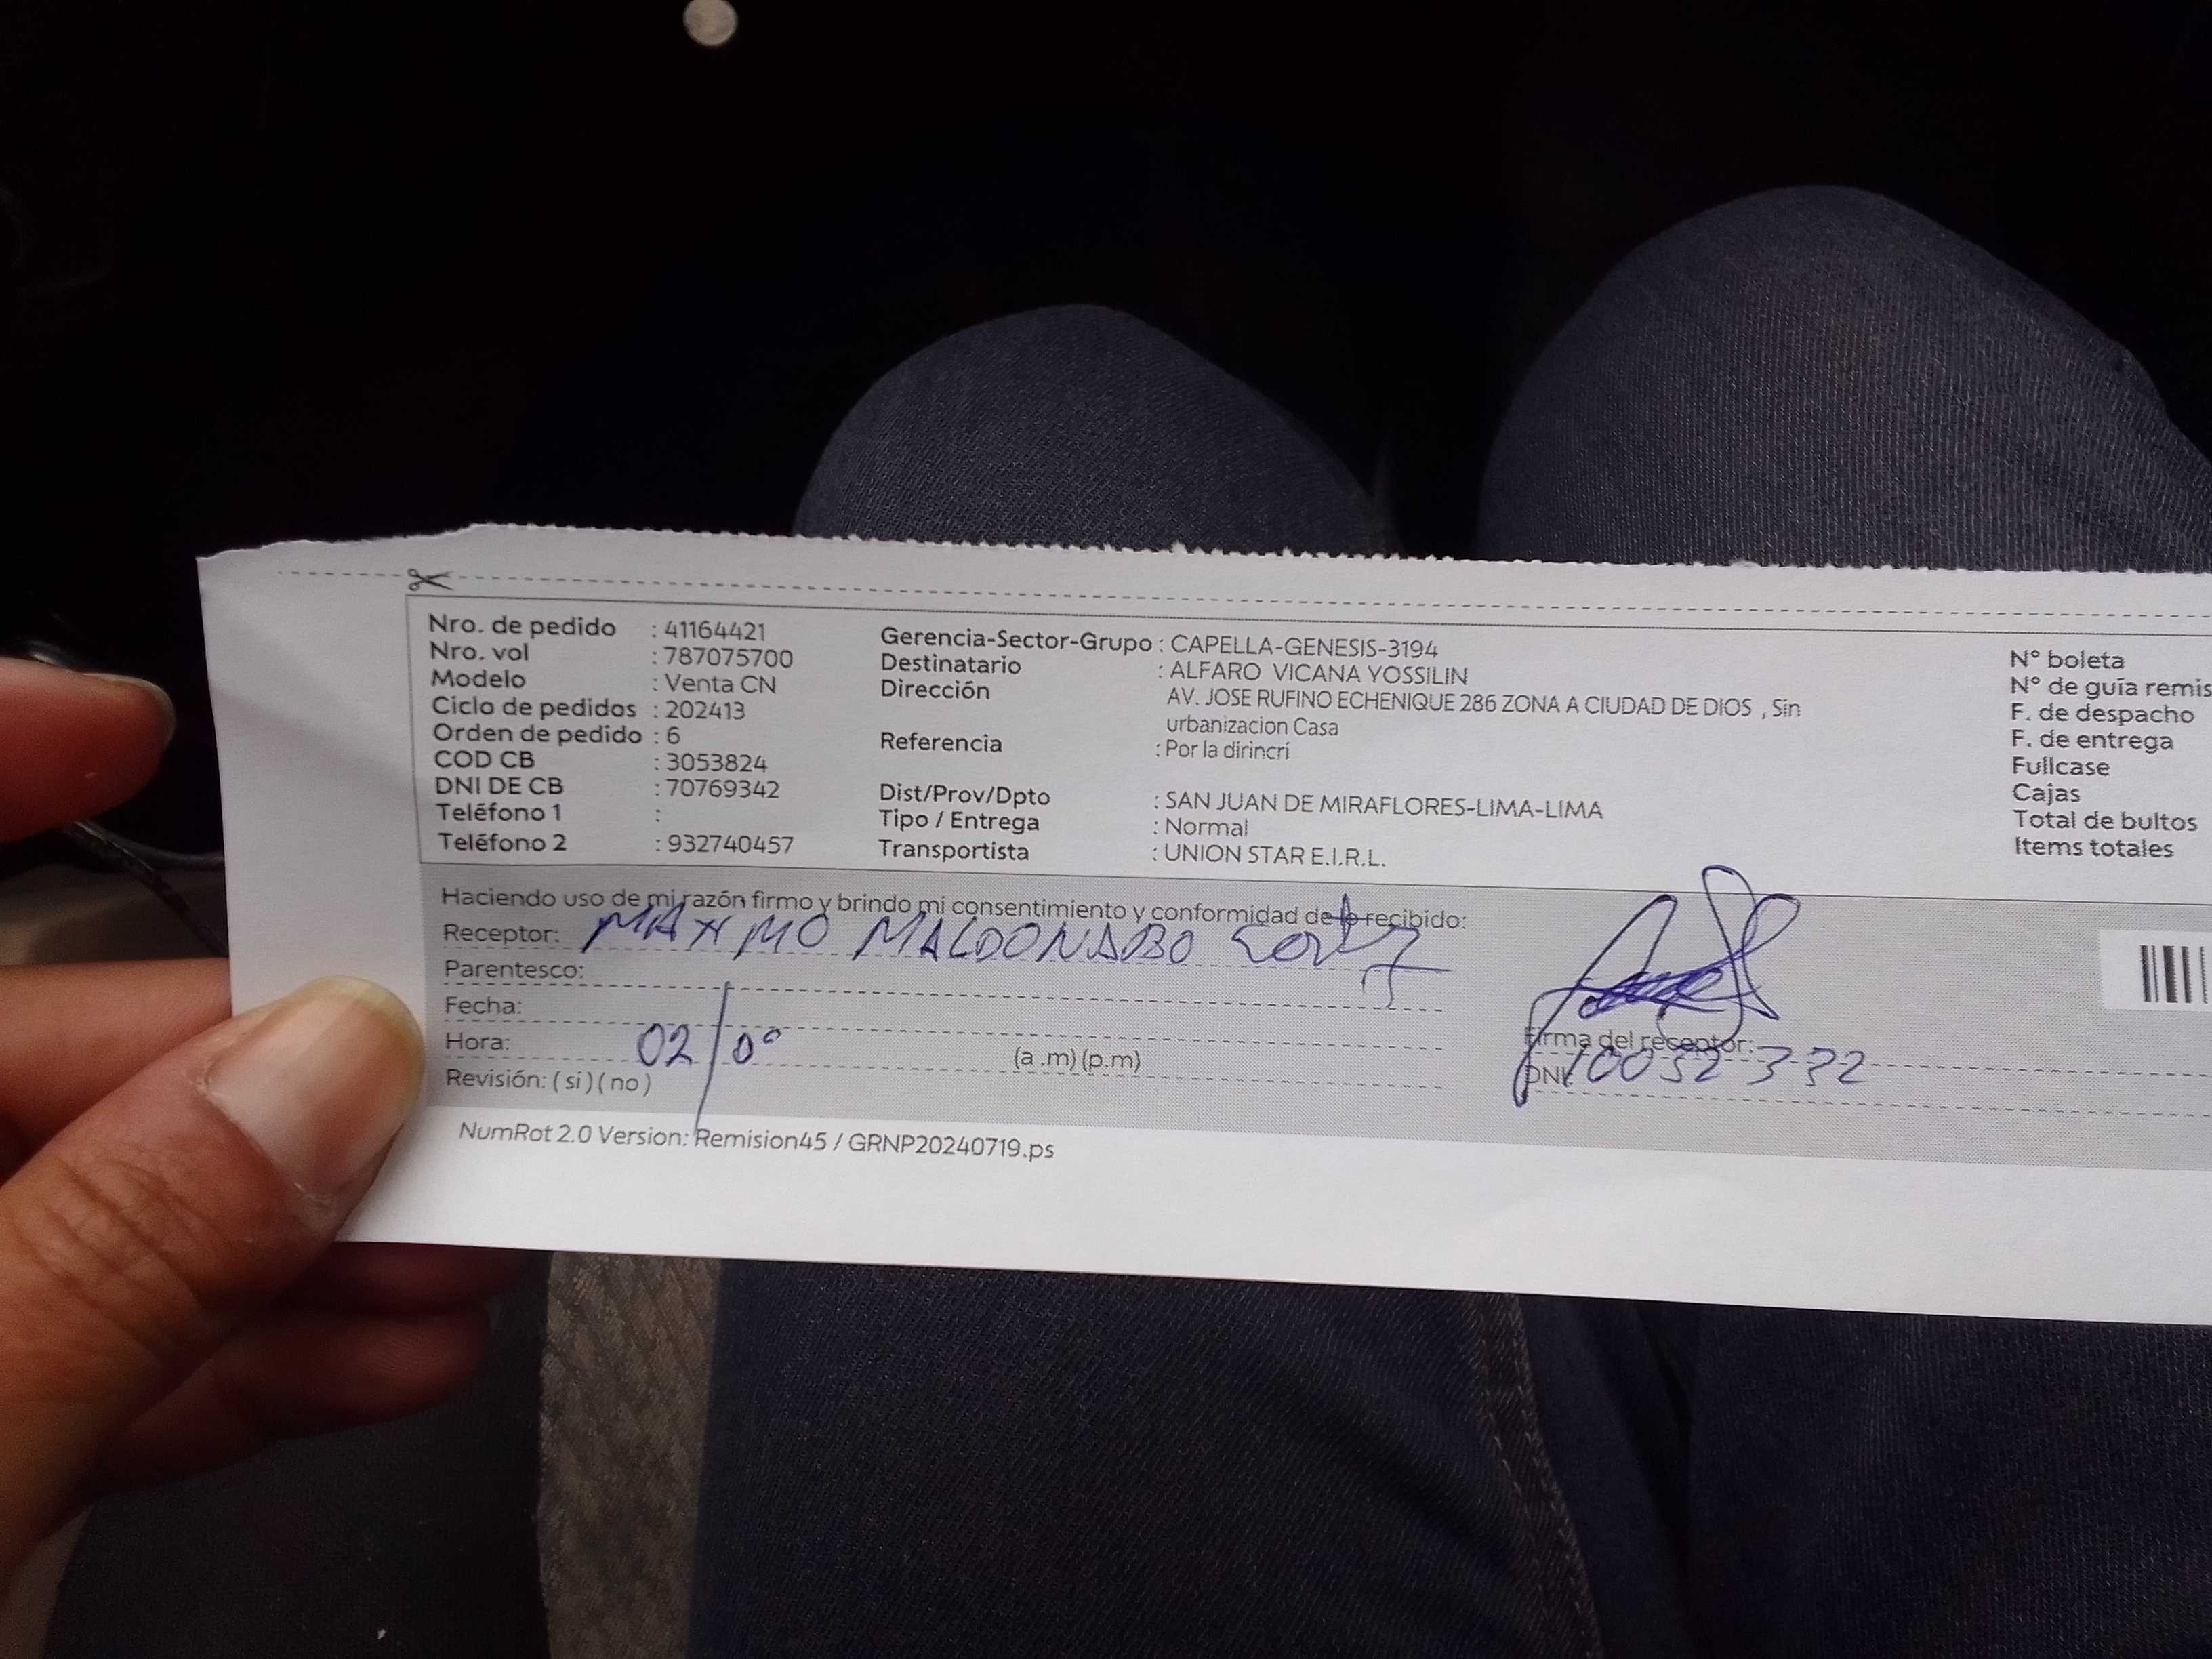 Nro. de pedido : 41164421
Nro. vol : 787075700
Modelo : Venta CN
Ciclo de pedidos : 202413
Orden de pedido : 6
COD CB : 3053824
DNI DE CB : 70769342
Teléfono 1 :
Teléfono 2 : 932740457
Gerencia-Sector-Grupo : CAPELLA-GENESIS-3194
Destinatario : ALFARO VICANA YOSSILIN
Dirección AV. JOSE RUFINO ECHENIQUE 286 ZONA A CIUDAD DE DIOS , Sin
urbanizacion Casa
Referencia : Por la dirincri
Dist/Prov/Dpto : SAN JUAN DE MIRAFLORES-LIMA-LIMA
Tipo / Entrega : Normal
Transportista : UNION STAR E.I.R.L.
N° boleta
N° de guía remis
F. de despacho
F. de entrega
Fullcase
Cajas
Total de bultos
Items totales
Haciendo uso de mi razón firmo y brindo mi consentimiento y conformidad de lo recibido:
Receptor: MAXMO MALDONADO
Parentesco:
Fecha:
Hora: 02/00 (a .m) (p.m)
Revisión: ( si ) ( no )
Firma del receptor:
DNI: 10032332
NumRot 2.0 Version: Remision45 / GRNP20240719.ps